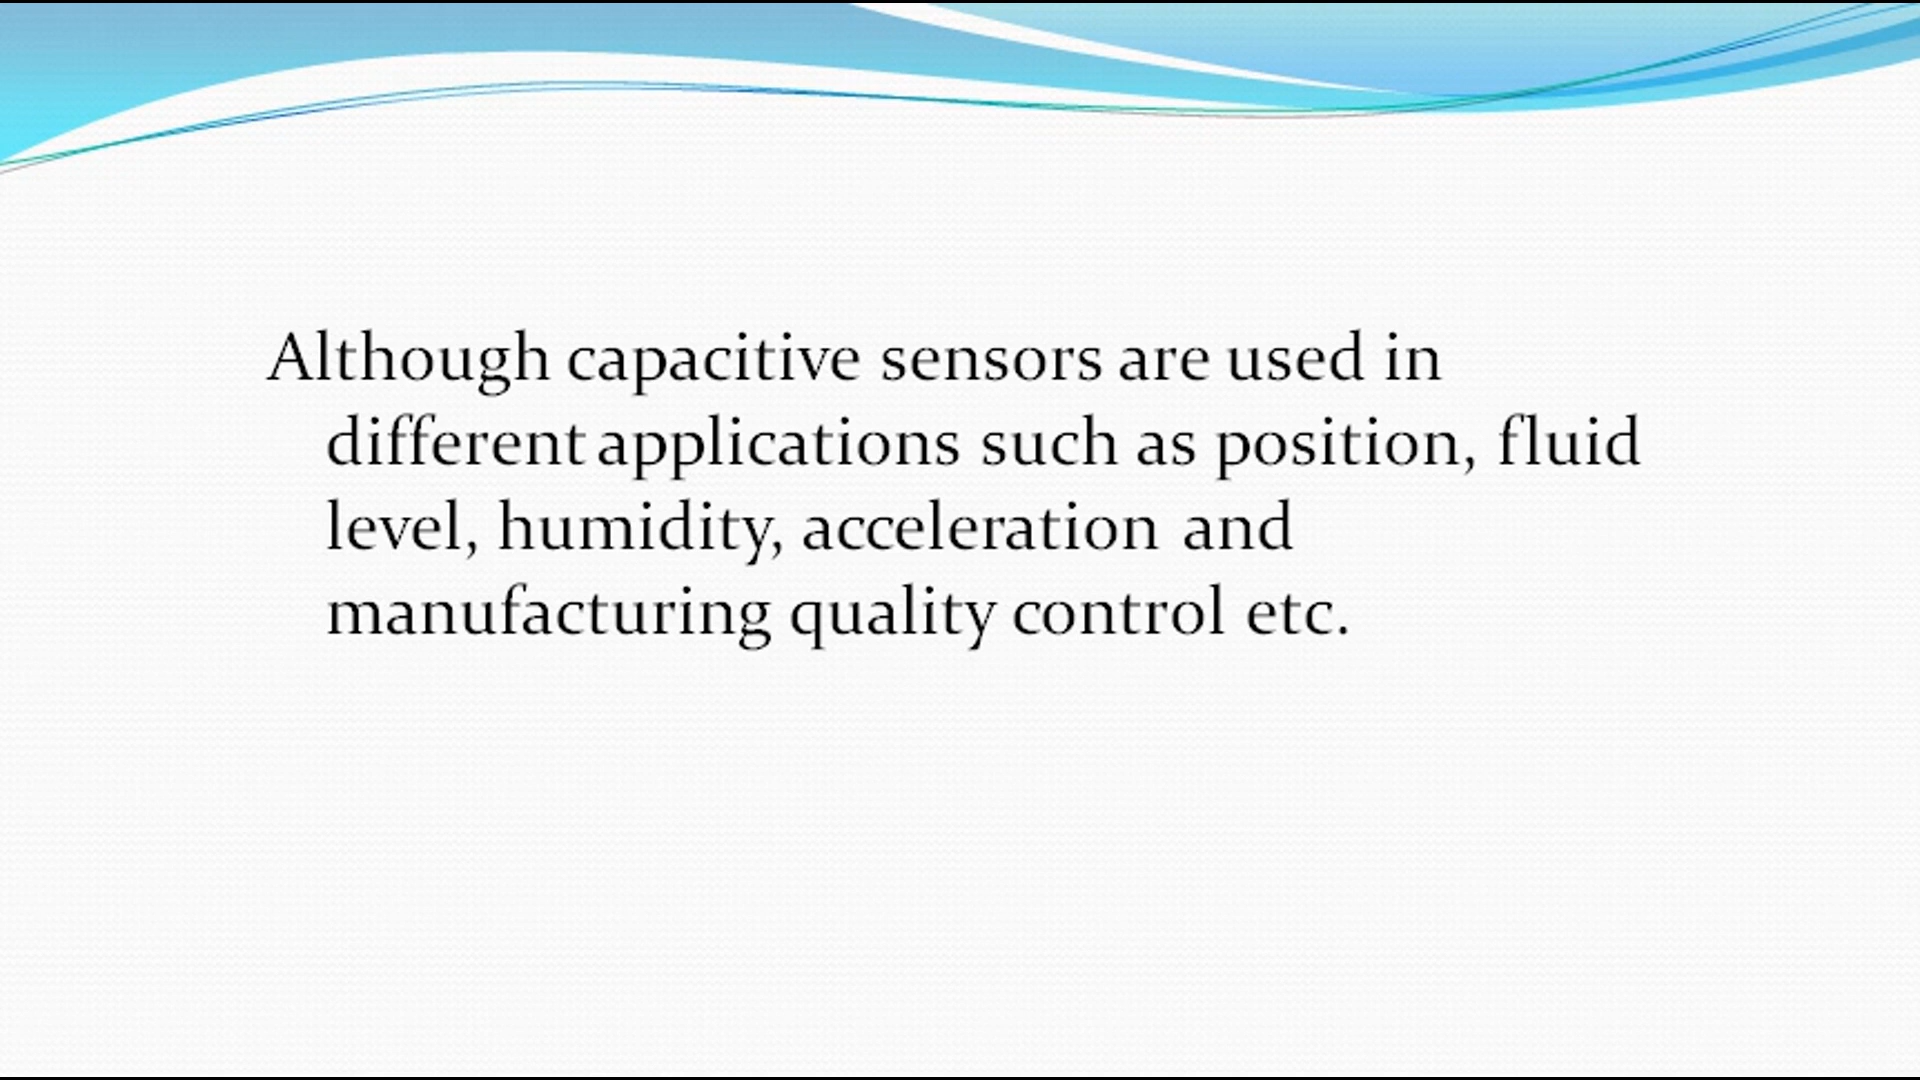 Although capacitive sensors are used in
different applications such as position, fluid
level, humidity, acceleration and
manufacturing quality control etc.